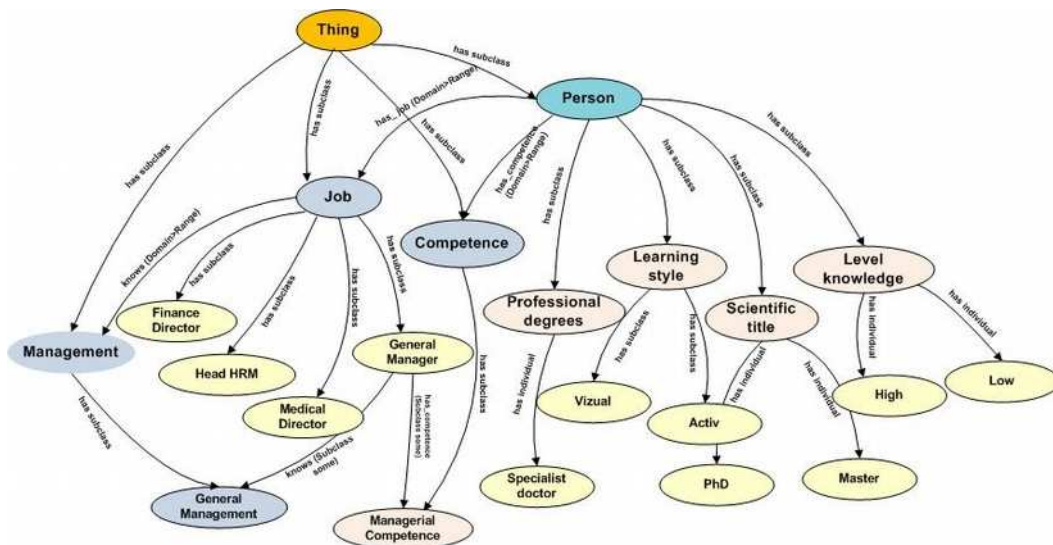 Thing
has subclass
has_job (Domain>Range)
Person
has subclass
has subclass
has subclass
has_competence
(Domain>Range)
has subclass
has subclass
has subclass
has subclass
Job
knows (Domain>Range)
has subclass
has subclass
has subclass
has subclass
Competence
Learning
style
Level
knowledge
Finance
Director
Professional
degrees
Scientific
title
has individual
has individual
Management
General
Manager
Head HRM
has subclass
has subclass
has subclass
has individual
has individual
has individual
Vizual
High
Low
Medical
Director
Activ
has subclass
has_competence
(Subclass some)
knows (Subclass
some)
Specialist
doctor
PhD
Master
General
Management
Managerial
Competence